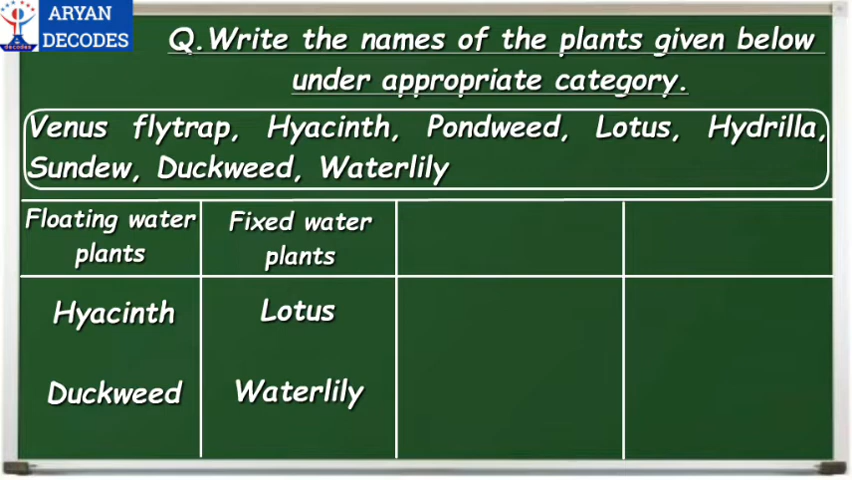 ARYAN
DECODES
decodes
Q.Write the names of the plants given below
under appropriate category.
Venus flytrap, Hyacinth, Pondweed, Lotus, Hydrilla,
Sundew, Duckweed, Waterlily
Floating water
plants
Fixed water
plants
Hyacinth
Lotus
Duckweed
Waterlily